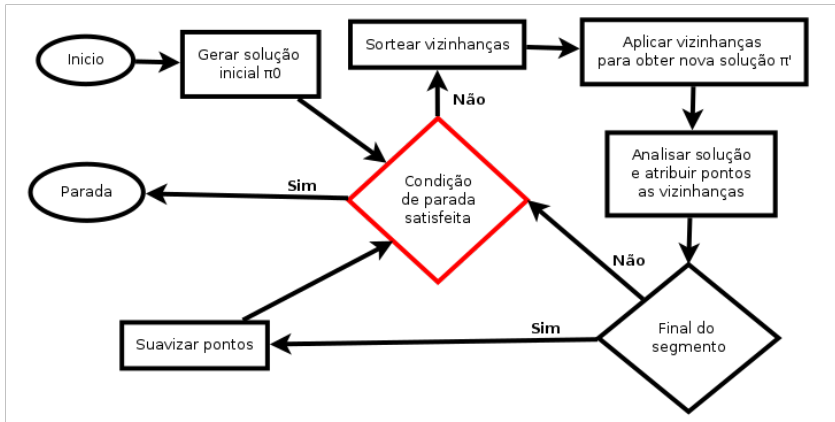 Inicio
Gerar solução
inicial π0
Sortear vizinhanças
Aplicar vizinhanças
para obter nova solução π'
Não
Analisar solução
e atribuir pontos
as vizinhanças
Condição
de parada
satisfeita
Sim
Parada
Não
Final do
segmento
Sim
Suavizar pontos